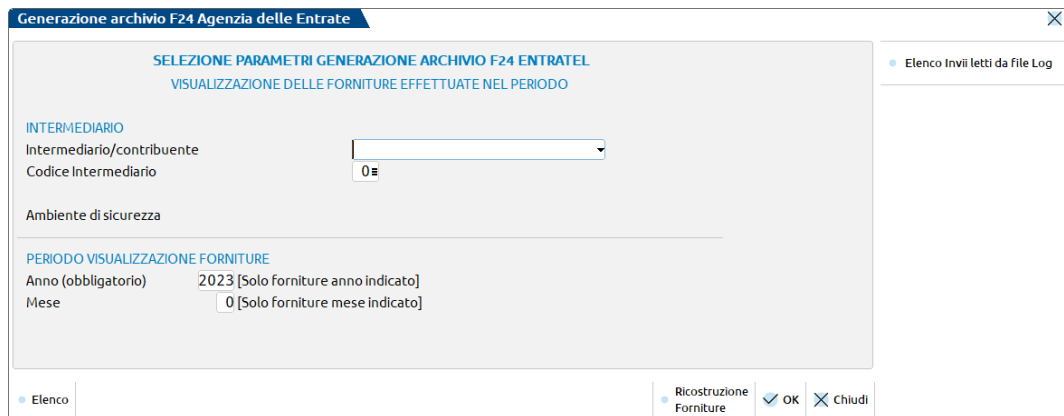 Generazione archivio F24 Agenzia delle Entrate
SELEZIONE PARAMETRI GENERAZIONE ARCHIVIO F24 ENTRATEL
VISUALIZZAZIONE DELLE FORNITURE EFFETTUATE NEL PERIODO
Elenco Invii letti da file Log
INTERMEDIARIO
Intermediario/contribuente
Codice Intermediario 0
Ambiente di sicurezza
PERIODO VISUALIZZAZIONE FORNITURE
Anno (obbligatorio) 2023 [Solo forniture anno indicato]
Mese 0 [Solo forniture mese indicato]
Elenco
Ricostruzione
Forniture
OK
Chiudi